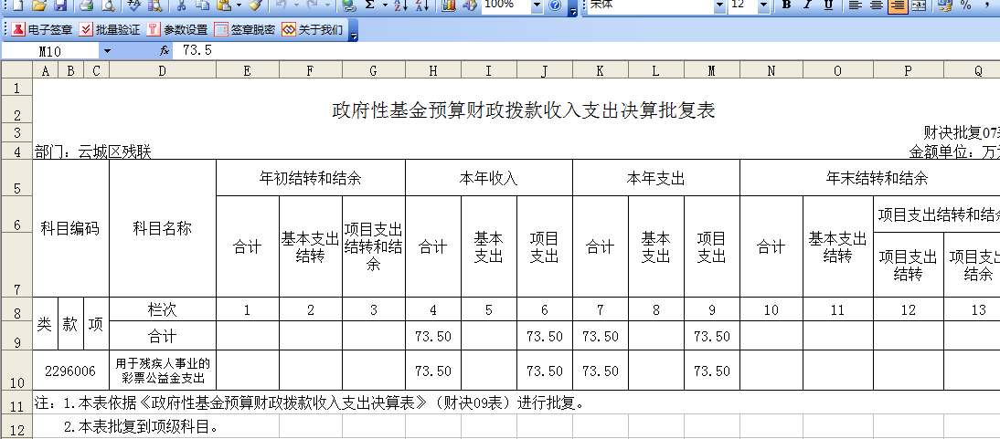 100%
宋体
12
B I U
%
电子签章 批量验证 参数设置 签章脱密 关于我们
M10 fx 73.5
A B C D E F G H I J K L M N O P Q
1
2 政府性基金预算财政拨款收入支出决算批复表
3 财决批复07
4 部门：云城区残联 金额单位：万
5 年初结转和结余 本年收入 本年支出 年末结转和结余
6 科目编码 科目名称 合计 基本支出结转 项目支出结转和结余 合计 基本支出 项目支出 合计 基本支出 项目支出 合计 基本支出结转 项目支出结转和结余
7 项目支出结转 项目支出结余
8 类 款 项 栏次 1 2 3 4 5 6 7 8 9 10 11 12 13
9 合计 73.50 73.50 73.50 73.50
10 2296006 用于残疾人事业的彩票公益金支出 73.50 73.50 73.50 73.50
11 注：1.本表依据《政府性基金预算财政拨款收入支出决算表》（财决09表）进行批复。
12 2.本表批复到项级科目。